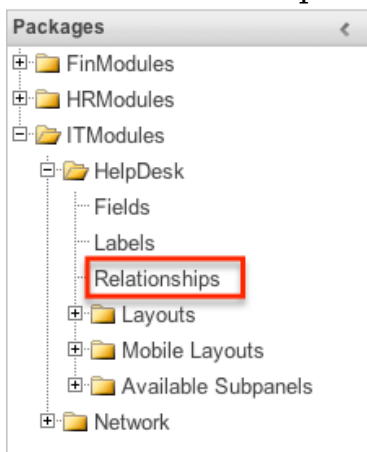 Packages
FinModules
HRModules
ITModules
HelpDesk
Fields
Labels
Relationships
Layouts
Mobile Layouts
Available Subpanels
Network